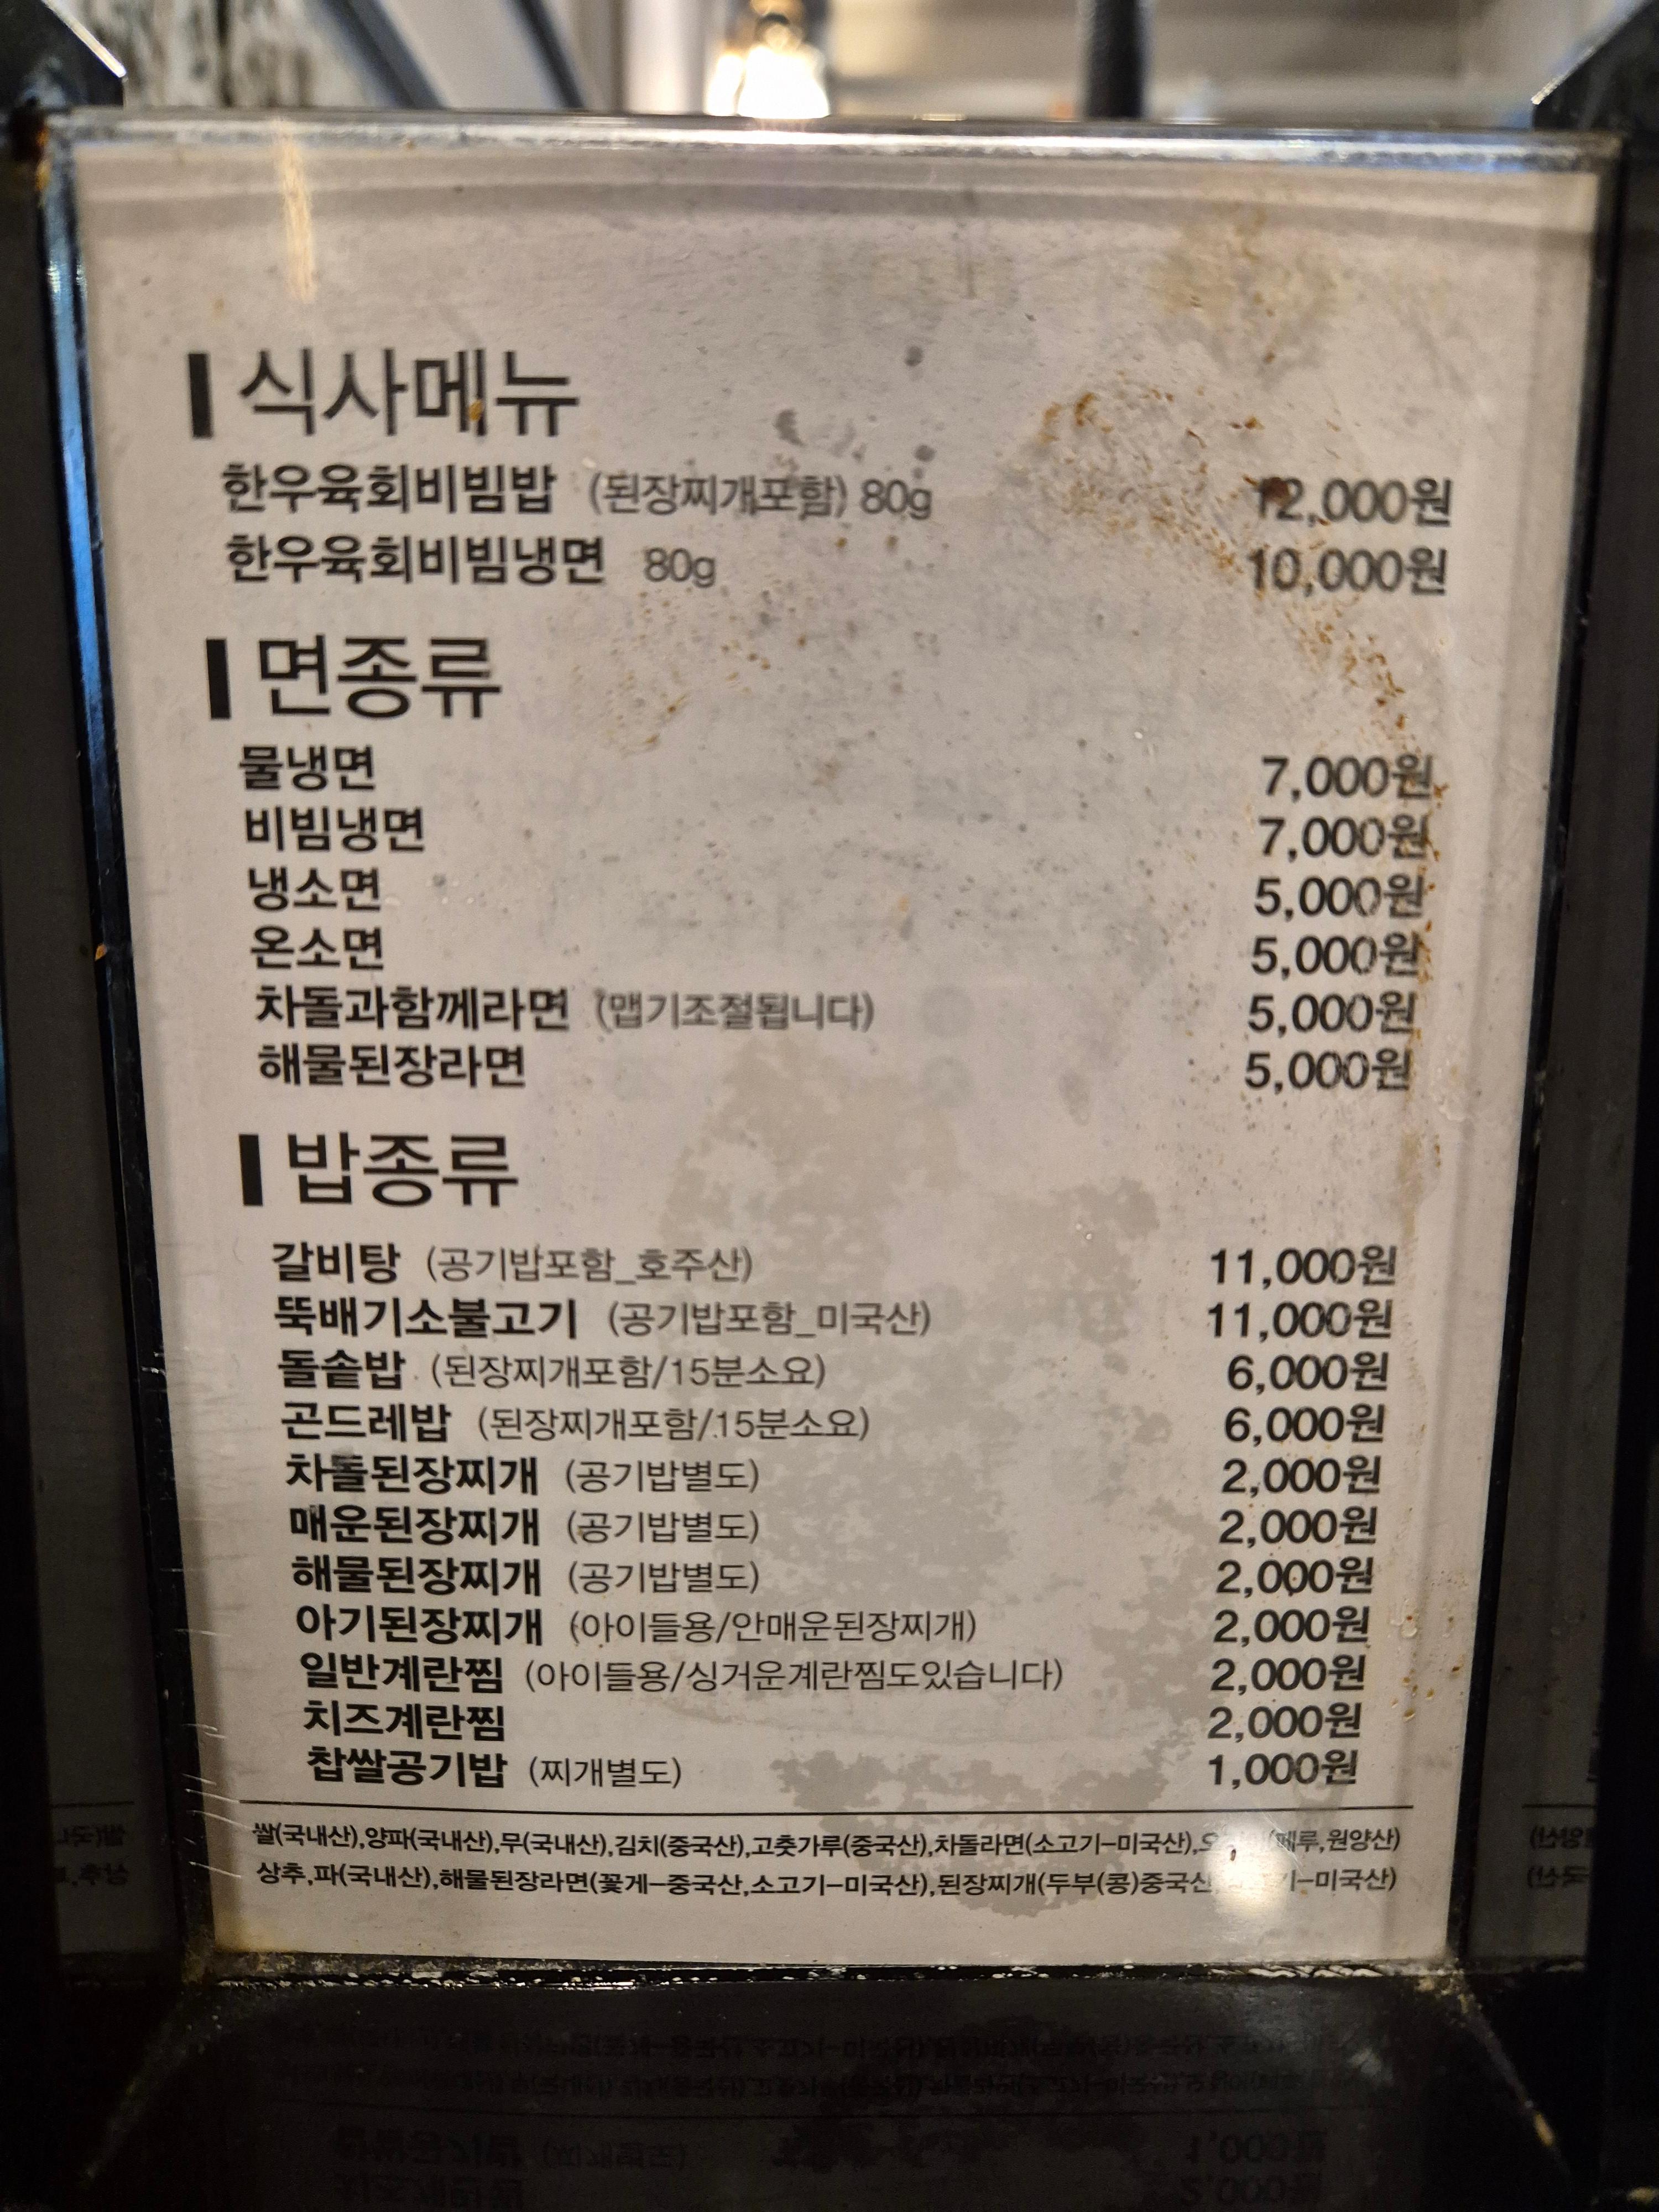 식사메뉴
한우육회비빔밥 (된장찌개포함) 80g 12,000원
한우육회비빔냉면 80g 10,000원
면종류
물냉면 7,000원
비빔냉면 7,000원
냉소면 5,000원
온소면 5,000원
차돌과함께라면 (맵기조절됩니다) 5,000원
해물된장라면 5,000원
밥종류
갈비탕 (공기밥포함_호주산) 11,000원
뚝배기소불고기 (공기밥포함_미국산) 11,000원
돌솥밥 (된장찌개포함/15분소요) 6,000원
곤드레밥 (된장찌개포함/15분소요) 6,000원
차돌된장찌개 (공기밥별도) 2,000원
매운된장찌개 (공기밥별도) 2,000원
해물된장찌개 (공기밥별도) 2,000원
아기된장찌개 (아이들용/안매운된장찌개) 2,000원
일반계란찜 (아이들용/싱거운계란찜도있습니다) 2,000원
치즈계란찜 2,000원
찹쌀공기밥 (찌개별도) 1,000원
쌀(국내산),양파(국내산),무(국내산),김치(중국산),고춧가루(중국산),차돌라면(소고기-미국산), (페루,원양산)
상추,파(국내산),해물된장라면(꽃게-중국산,소고기-미국산),된장찌개(두부(콩)중국산 -미국산)